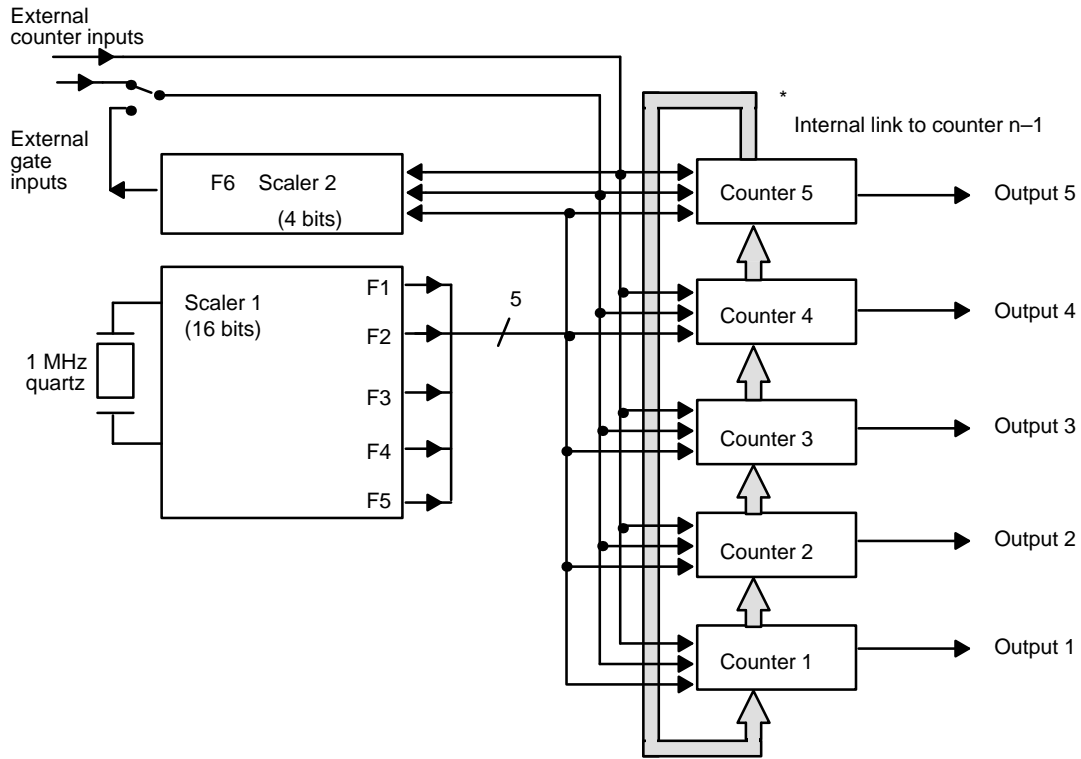 External
counter inputs
*
Internal link to counter n–1
External
gate
inputs
F6 Scaler 2
(4 bits)
Counter 5
Output 5
Scaler 1
(16 bits)
F1
F2
F3
F4
F5
5
1 MHz
quartz
Counter 4
Output 4
Counter 3
Output 3
Counter 2
Output 2
Counter 1
Output 1